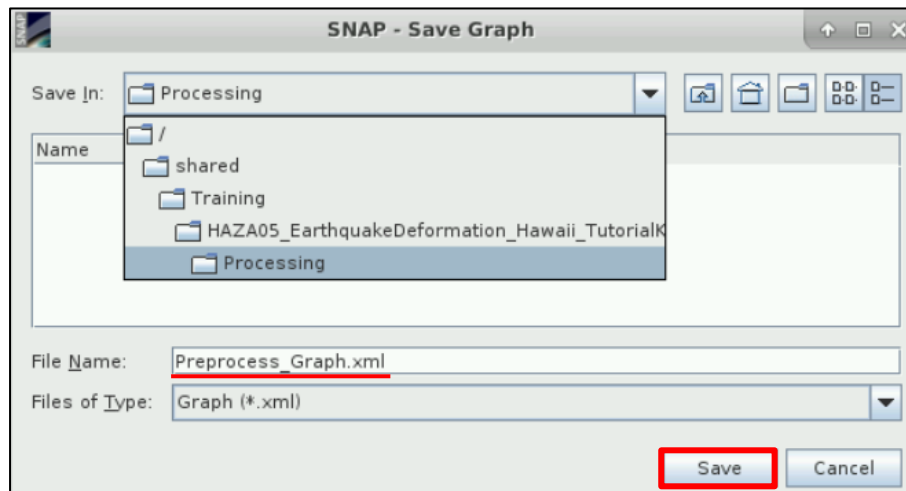 SNAP
SNAP - Save Graph
Save In: Processing
/
Name
shared
Training
HAZA05_EarthquakeDeformation_Hawaii_TutorialK
Processing
File Name: Preprocess_Graph.xml
Files of Type: Graph (*.xml)
Save Cancel